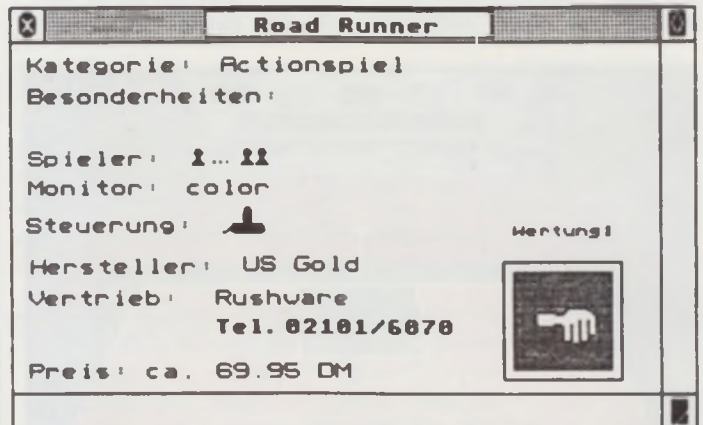 Road Runner
Kategorie: Actionspiel
Besonderheiten:
Spieler: ...
Monitor: color
Steuerung:
Wertung:
Hersteller: US Gold
Vertrieb: Rushware
Tel. 02101/6070
Preis: ca. 69.95 DM